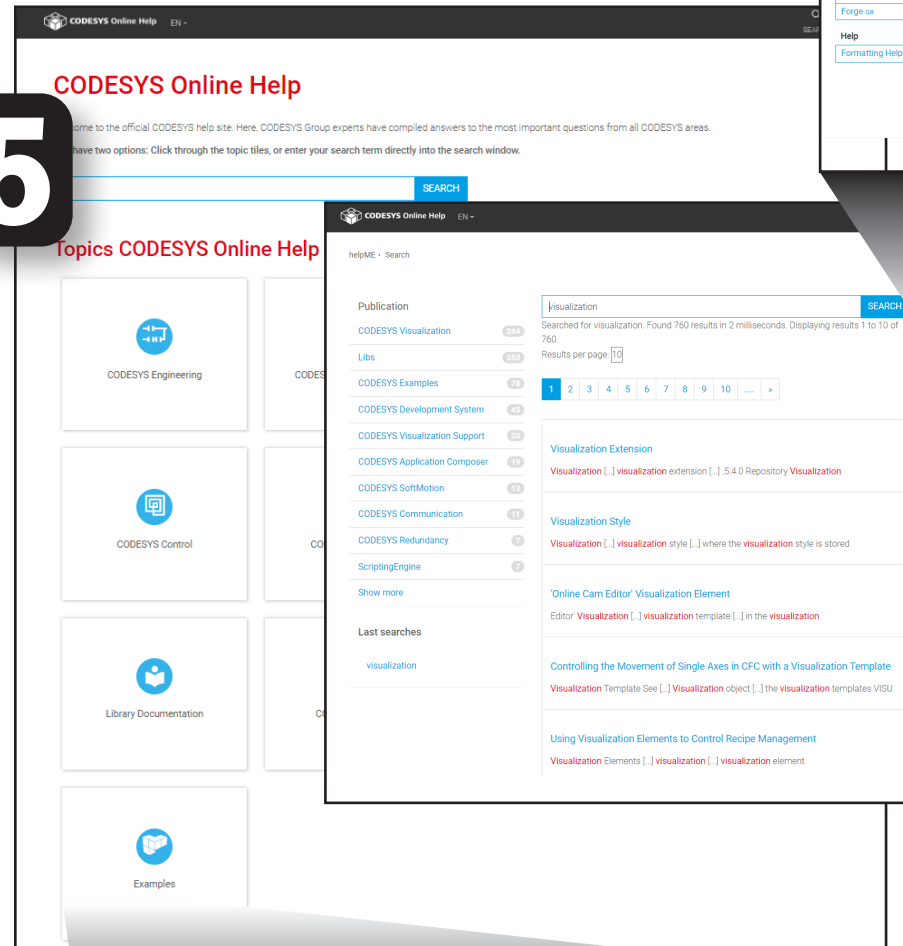 CODESYS Online Help EN
Forge
Help
Formatting Help
CODESYS Online Help
to the official CODESYS help site. Here, CODESYS Group experts have compiled answers to the most important questions from all CODESYS areas.
have two options: Click through the topic tiles, or enter your search term directly into the search window.
5
SEARCH
Topics CODESYS Online Help
CODESYS Engineering
CODESYS Control
Library Documentation
Examples
CODESYS Online Help EN
helpME • Search
Publication
CODESYS Visualization 264
Libs 253
CODESYS Examples 78
CODESYS Development System 45
CODESYS Visualization Support 20
CODESYS Application Composer 19
CODESYS SoftMotion 13
CODESYS Communication 11
CODESYS Redundancy 7
ScriptingEngine 7
Show more
Last searches
visualization
visualization SEARCH
Searched for visualization. Found 760 results in 2 milliseconds. Displaying results 1 to 10 of
760.
Results per page: 10
1 2 3 4 5 6 7 8 9 10 .... »
Visualization Extension
Visualization [...] visualization extension [...] .5.4.0 Repository Visualization
Visualization Style
Visualization [...] visualization style [...] where the visualization style is stored
'Online Cam Editor' Visualization Element
Editor' Visualization [...] visualization template [...] in the visualization
Controlling the Movement of Single Axes in CFC with a Visualization Template
Visualization Template See [...] Visualization object [...] the visualization templates VISU
Using Visualization Elements to Control Recipe Management
Visualization Elements [...] visualization [...] visualization element